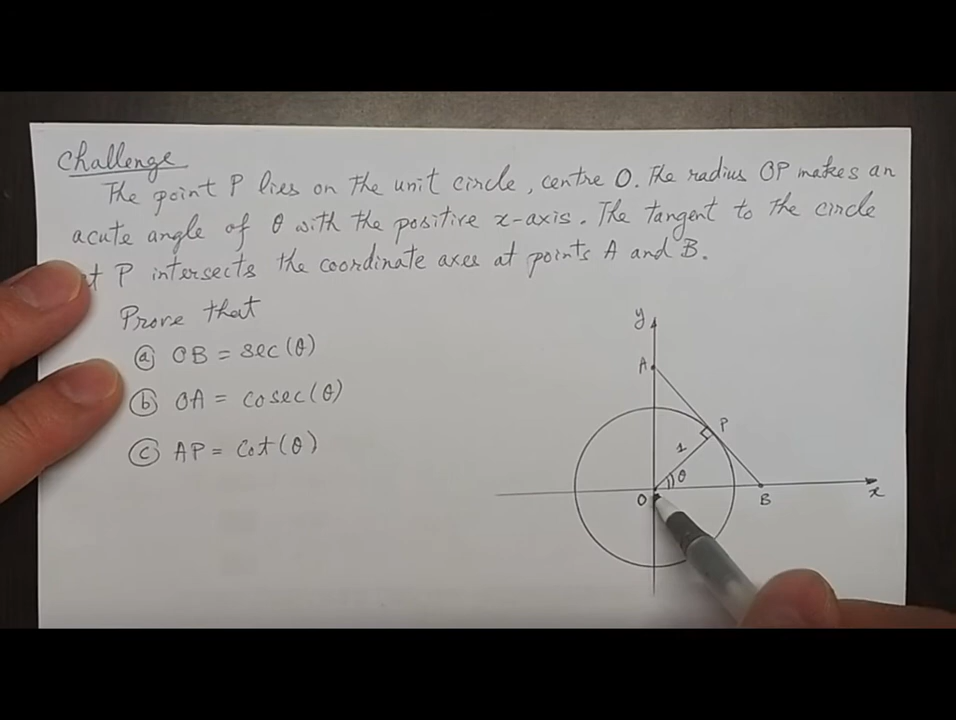 Challenge
The point P lies on the unit circle, centre O. The radius OP makes an
acute angle of θ with the positive x-axis. The tangent to the circle
at P intersects the coordinate axes at points A and B.
Prove that
(a) OB = sec(θ)
(b) OA = cosec(θ)
(c) AP = Cot(θ)
y
A
P
1
θ
O
B
x